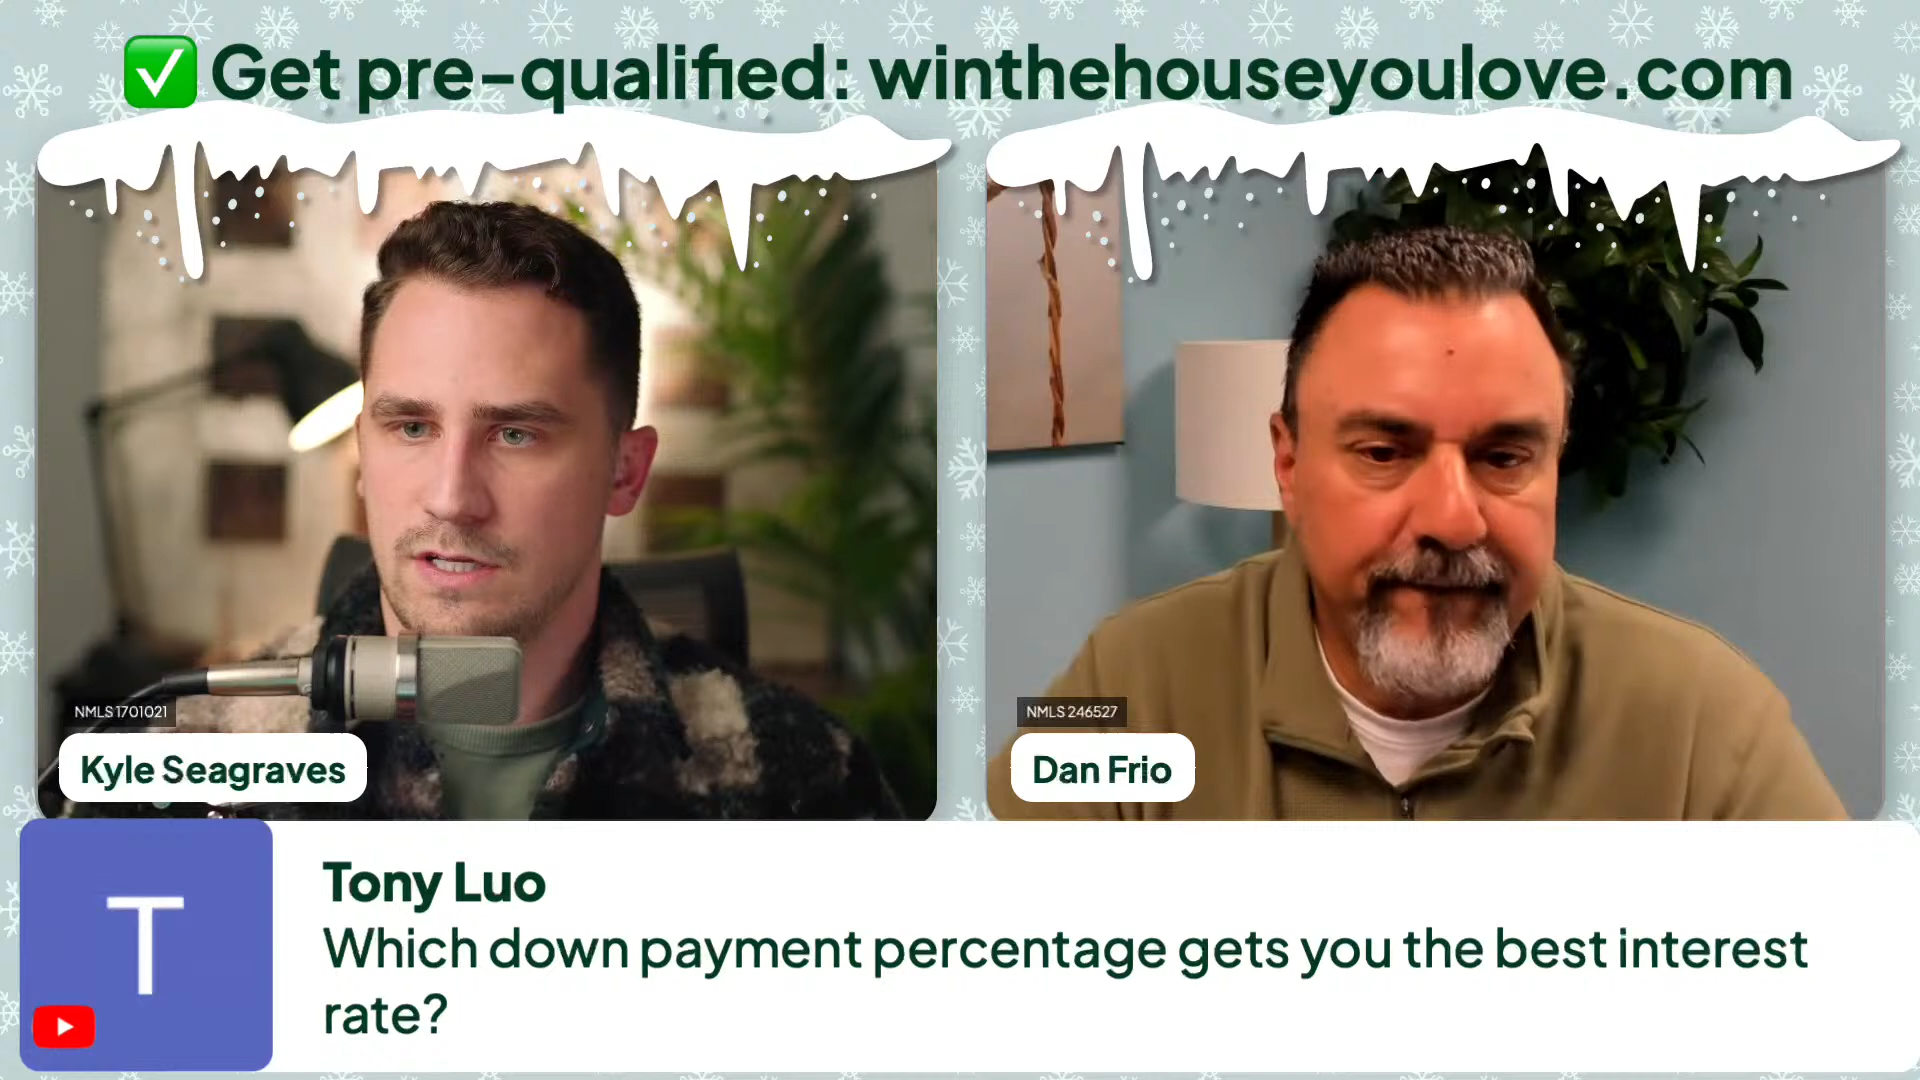 ✅ Get pre-qualified: winthehouseyoulove.com
NMLS 1701021
Kyle Seagraves
NMLS 246527
Dan Frio
T
Tony Luo
Which down payment percentage gets you the best interest
rate?